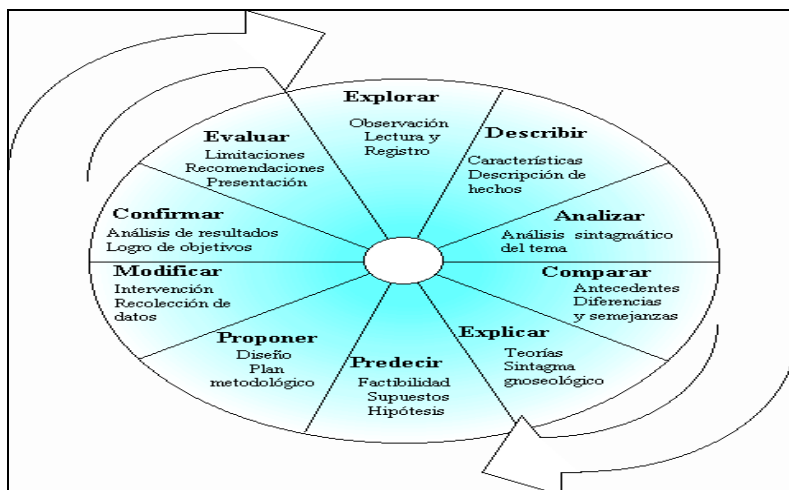 Explorar
Observación
Lectura y
Registro
Describir
Características
Descripción de
hechos
Analizar
Análisis sintagmático
del tema
Comparar
Antecedentes
Diferencias
y semejanzas
Explicar
Teorías
Sintagma
gnoseológico
Predecir
Factibilidad
Supuestos
Hipótesis
Proponer
Diseño
Plan
metodológico
Modificar
Intervención
Recolección de
datos
Confirmar
Análisis de resultados
Logro de objetivos
Evaluar
Limitaciones
Recomendaciones
Presentación